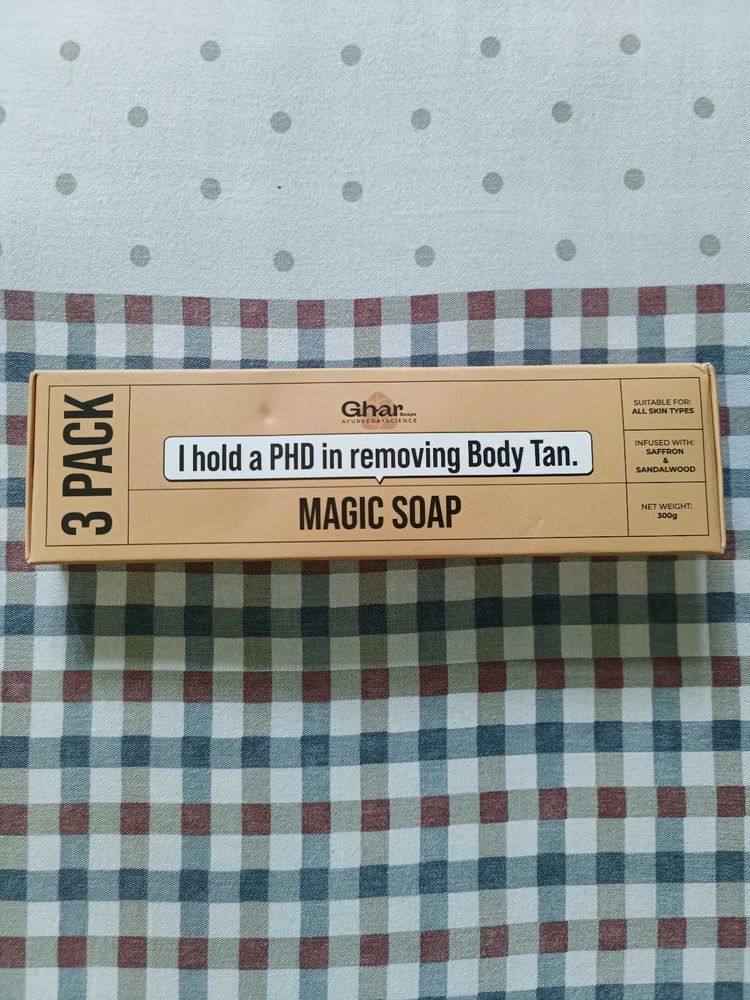 3 PACK
Ghar Soaps
AYURVEDA+SCIENCE
I hold a PHD in removing Body Tan.
MAGIC SOAP
SUITABLE FOR:
ALL SKIN TYPES
INFUSED WITH:
SAFFRON
&
SANDALWOOD
NET WEIGHT:
300g